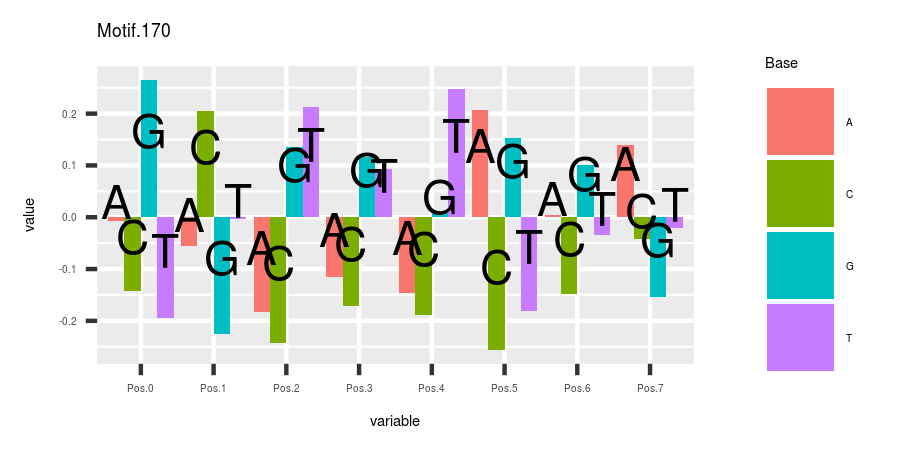 Motif.170
Base
value
0.2
0.1
0.0
-0.1
-0.2
A C G T
A C G T
A C G T
A C G T
A C G T
A C G T
A C G T
A C G T
Pos.0 Pos.1 Pos.2 Pos.3 Pos.4 Pos.5 Pos.6 Pos.7
variable
A
C
G
T